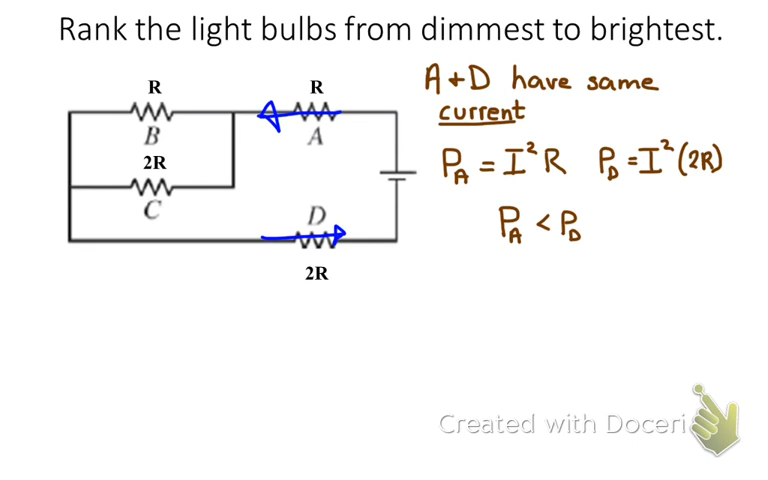 Rank the light bulbs from dimmest to brightest.
R
B
2R
C
R
A
D
2R
A + D have same
current
P_A = I²R P_D = I²(2R)
P_A < P_D
Created with Doceri